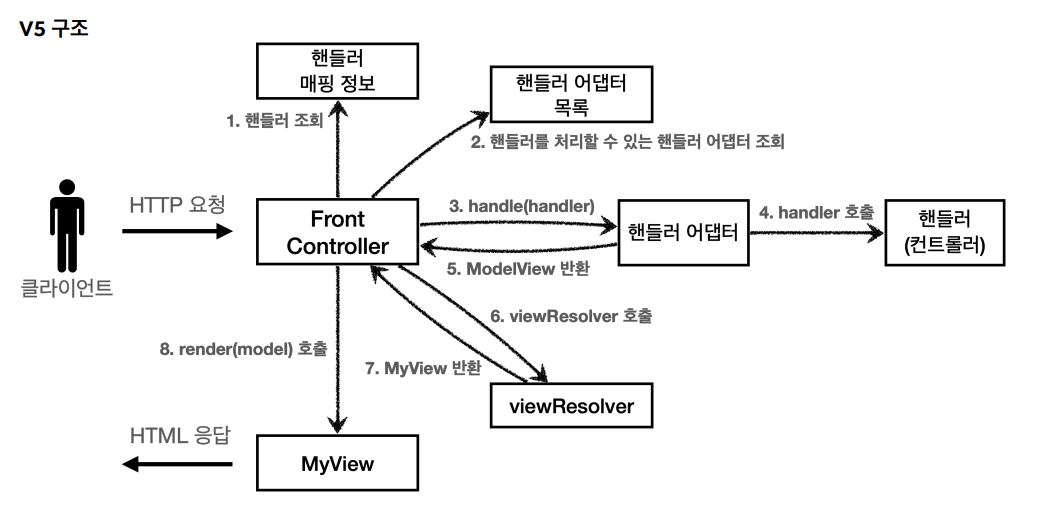 V5 구조
핸들러
매핑 정보
핸들러 어댑터
목록
1. 핸들러 조회
2. 핸들러를 처리할 수 있는 핸들러 어댑터 조회
HTTP 요청
클라이언트
Front
Controller
3. handle(handler)
핸들러 어댑터
4. handler 호출
핸들러
(컨트롤러)
5. ModelView 반환
6. viewResolver 호출
8. render(model) 호출
7. MyView 반환
viewResolver
HTML 응답
MyView